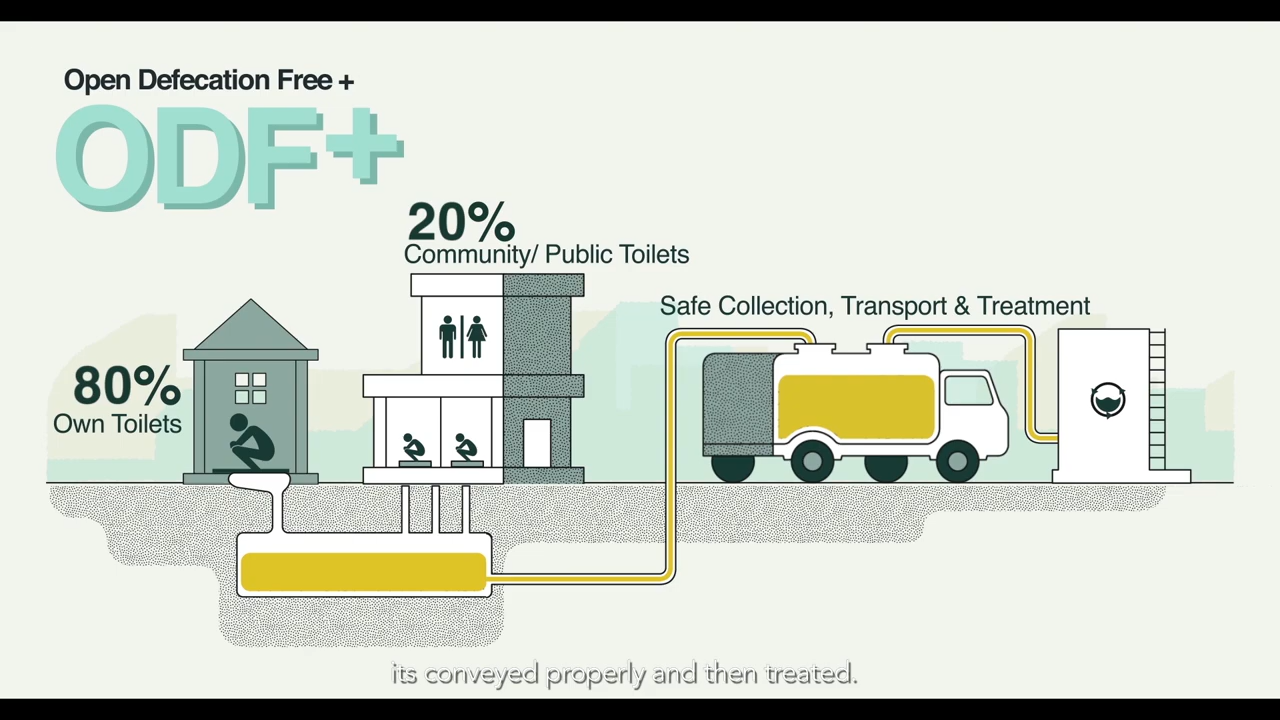 Open Defecation Free +
ODF+
20%
Community/ Public Toilets
Safe Collection, Transport & Treatment
80%
Own Toilets
its conveyed properly and then treated.